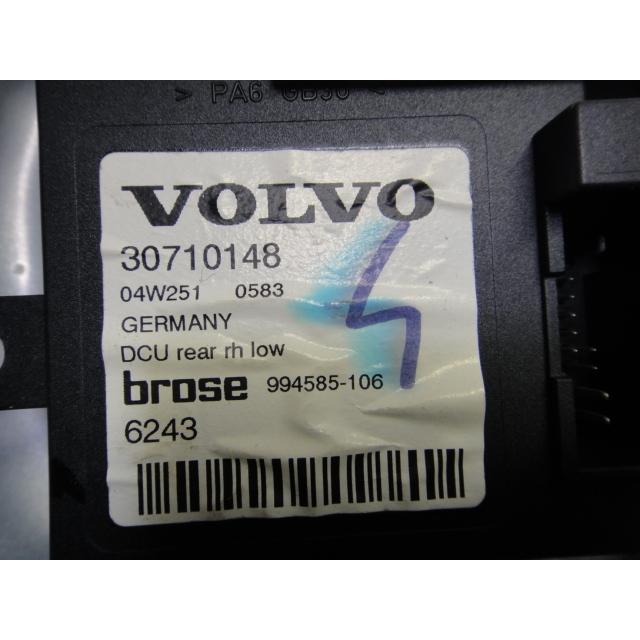 > PA6 GB30 <
VOLVO
30710148
04W251 0583
GERMANY
DCU rear rh low
brose 994585-106
6243